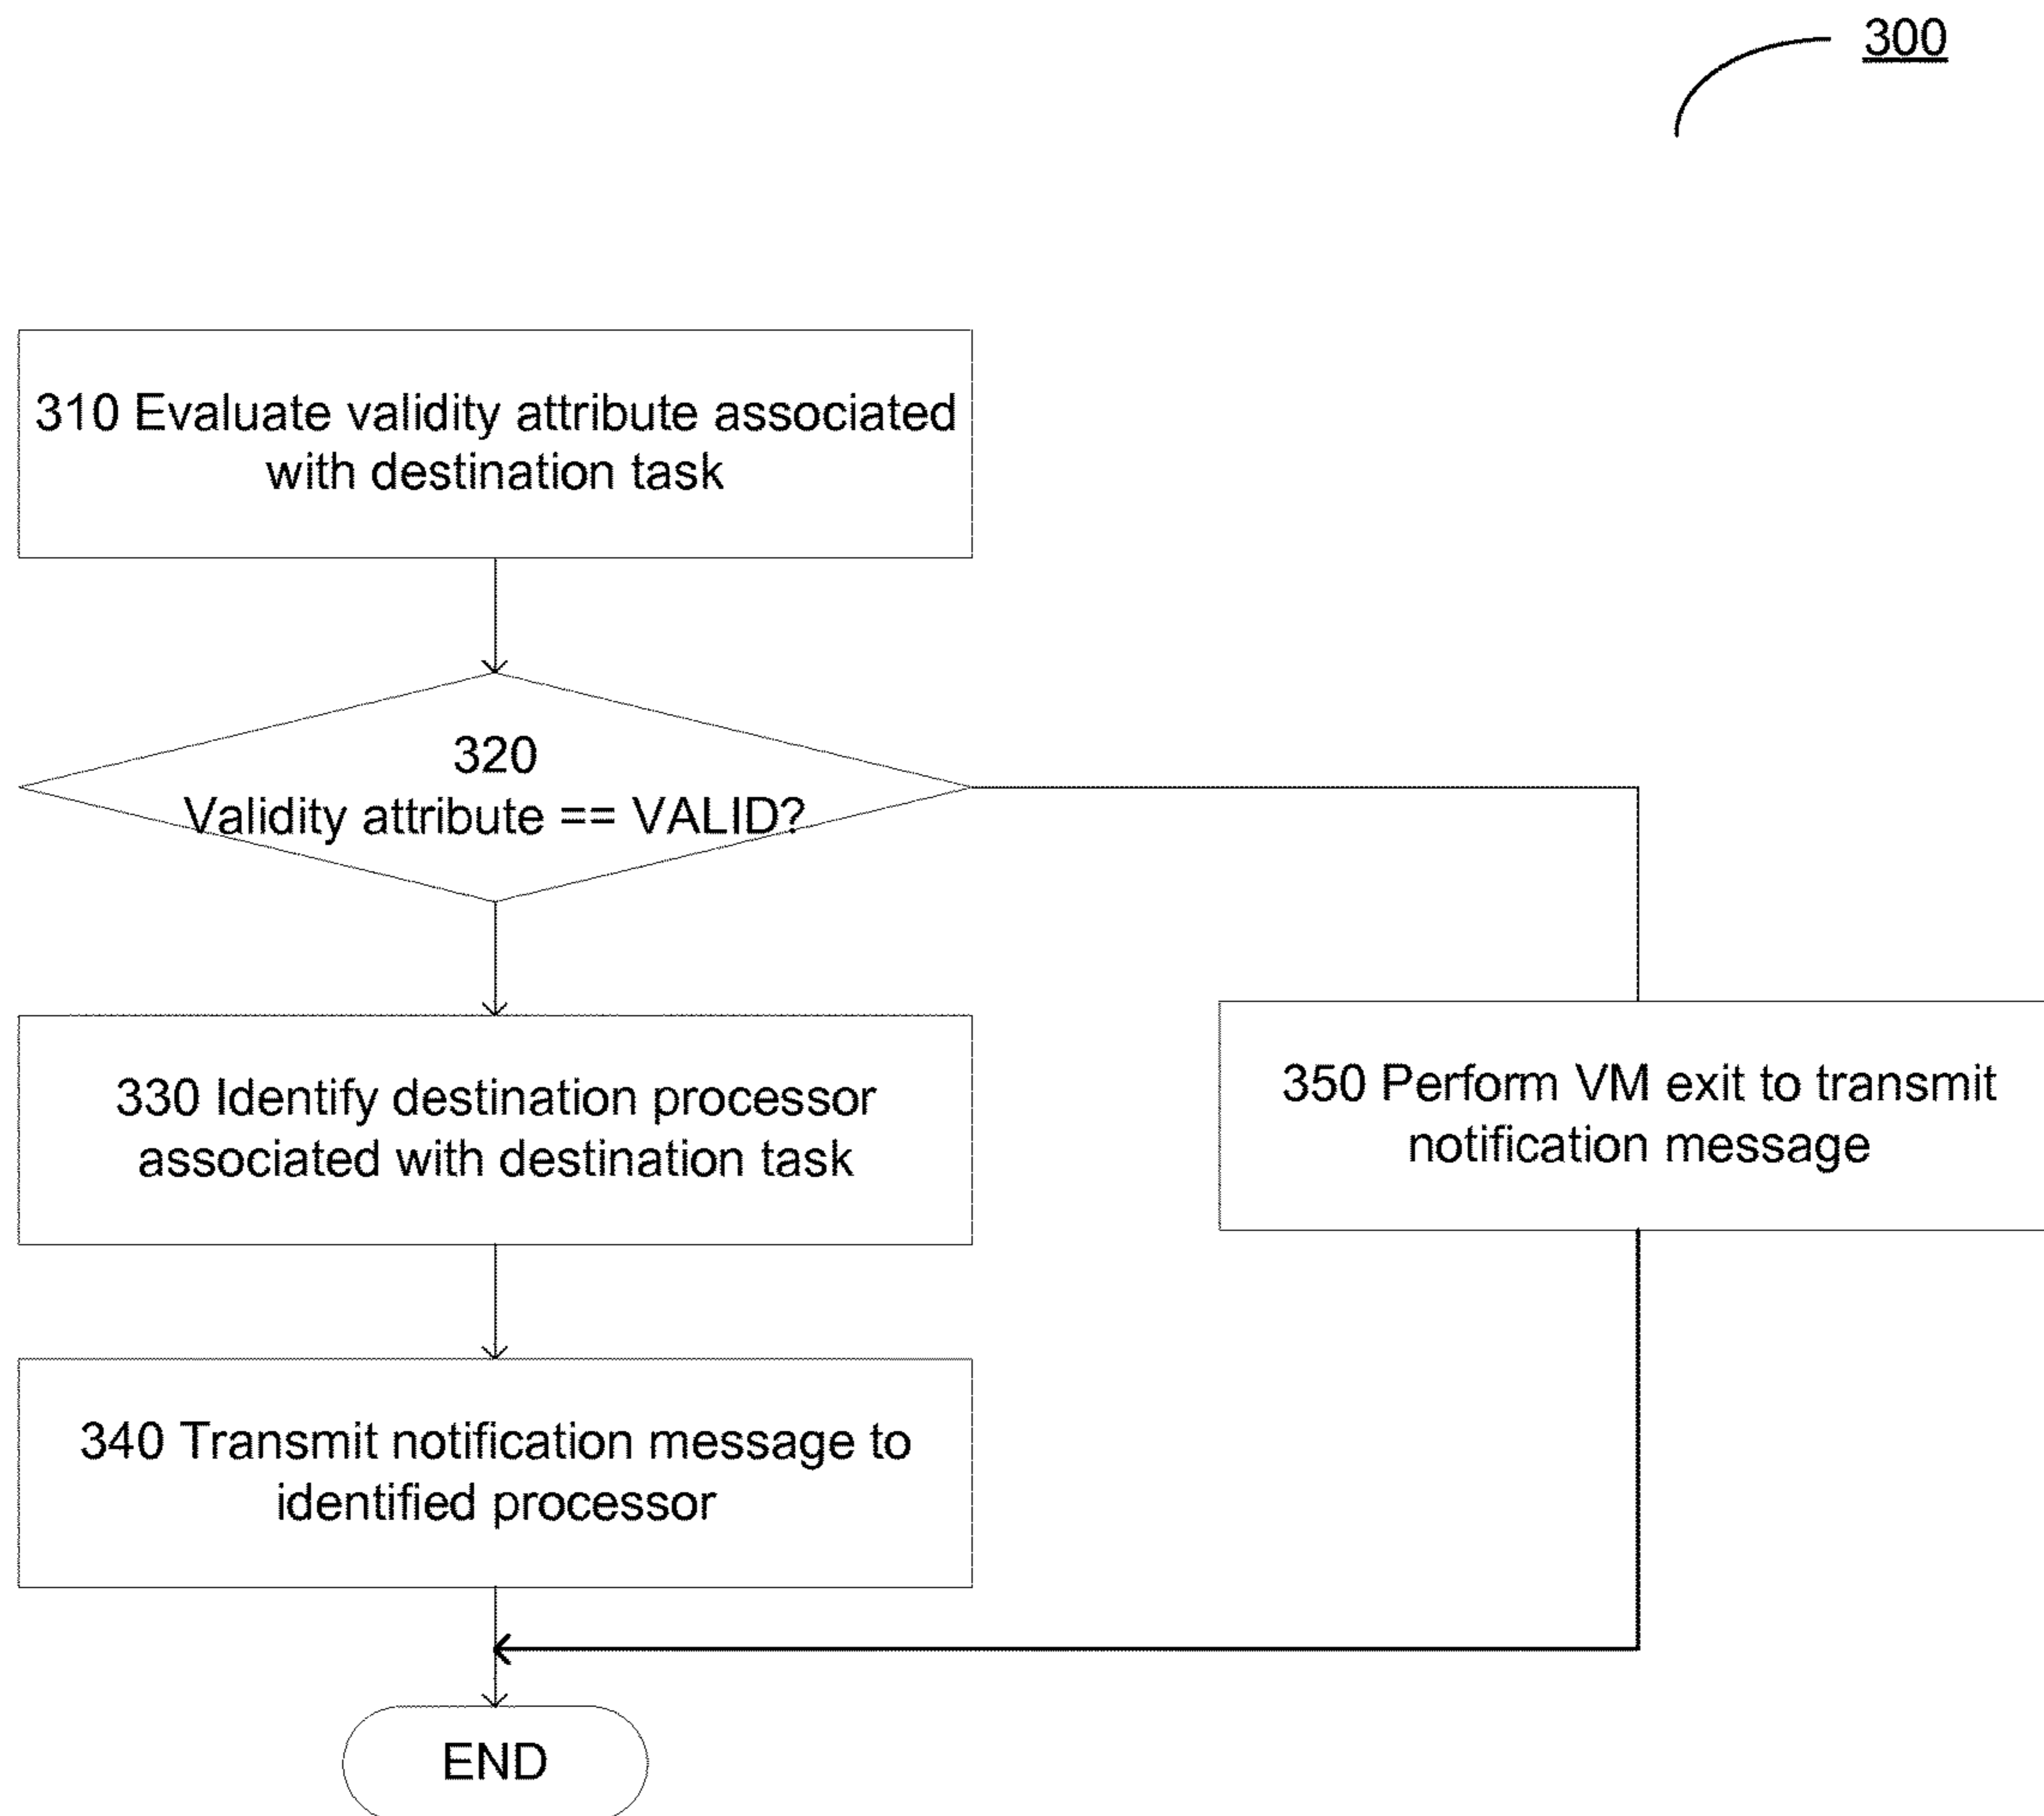 300
310 Evaluate validity attribute associated
with destination task
320
Validity attribute == VALID?
330 Identify destination processor
associated with destination task
350 Perform VM exit to transmit
notification message
340 Transmit notification message to
identified processor
END